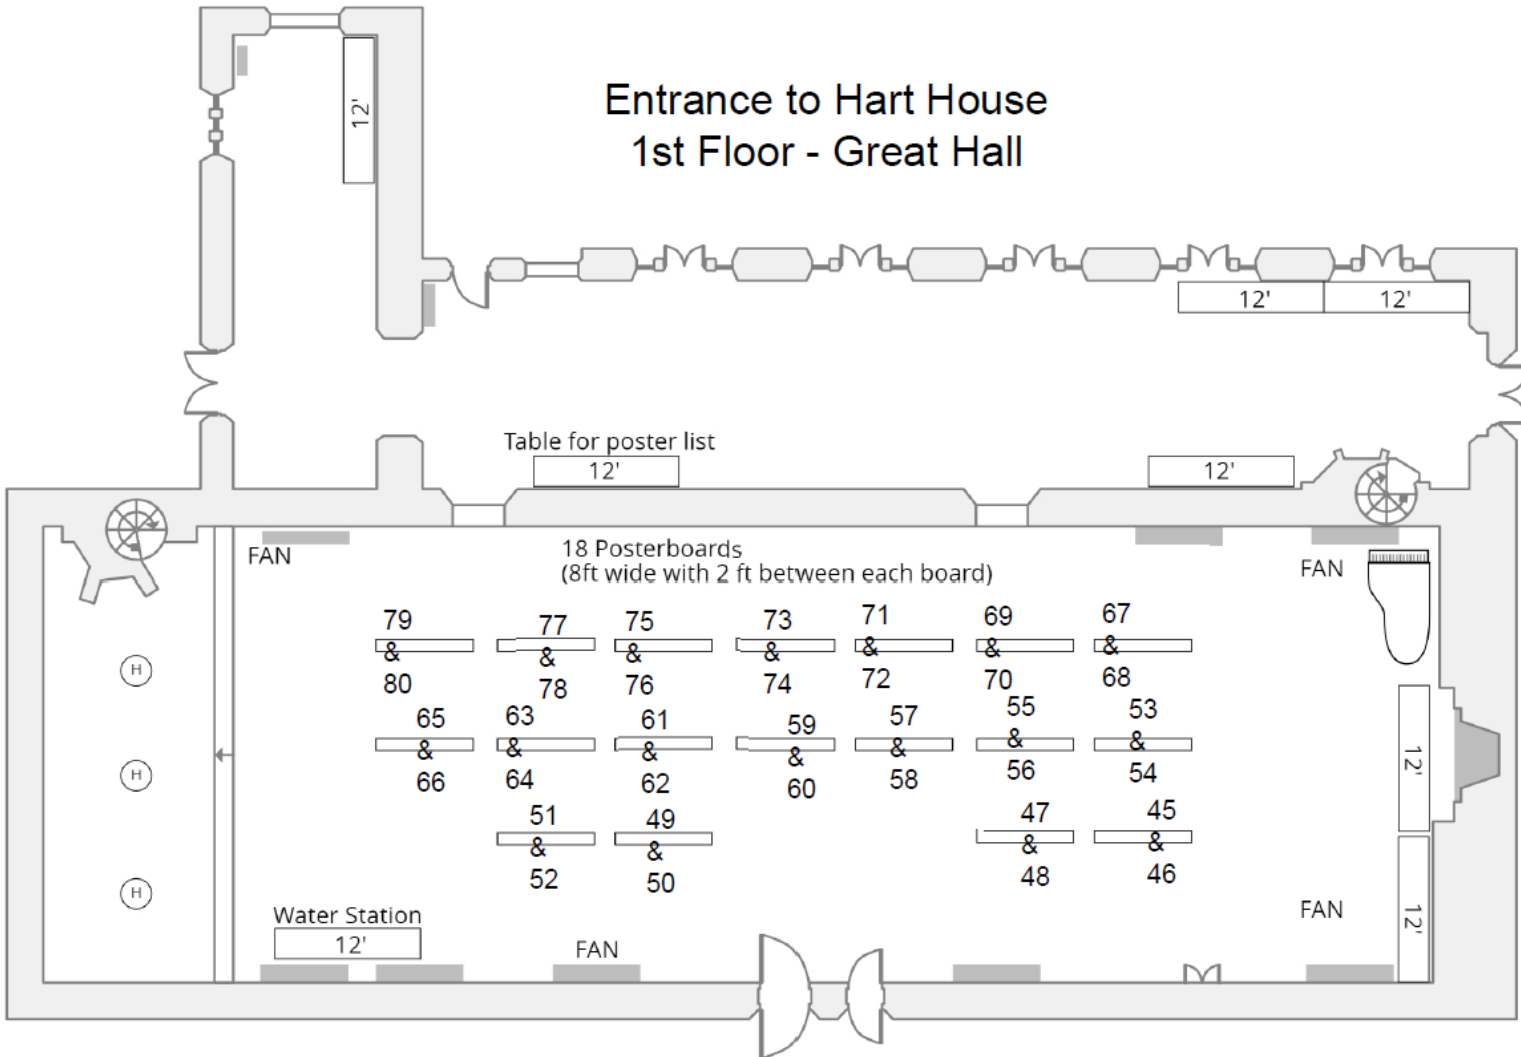 Entrance to Hart House
1st Floor - Great Hall
12'
12'
12'
Table for poster list
12'
12'
FAN
18 Posterboards
(8ft wide with 2 ft between each board)
FAN
79 77 75 73 71 69 67
& & & & & & &
80 78 76 74 72 70 68
65 63 61 59 57 55 53
& & & & & & &
66 64 62 60 58 56 54
12'
51 49 47 45
& & & &
52 50 48 46
H
H
H
Water Station
12'
FAN
FAN
12'